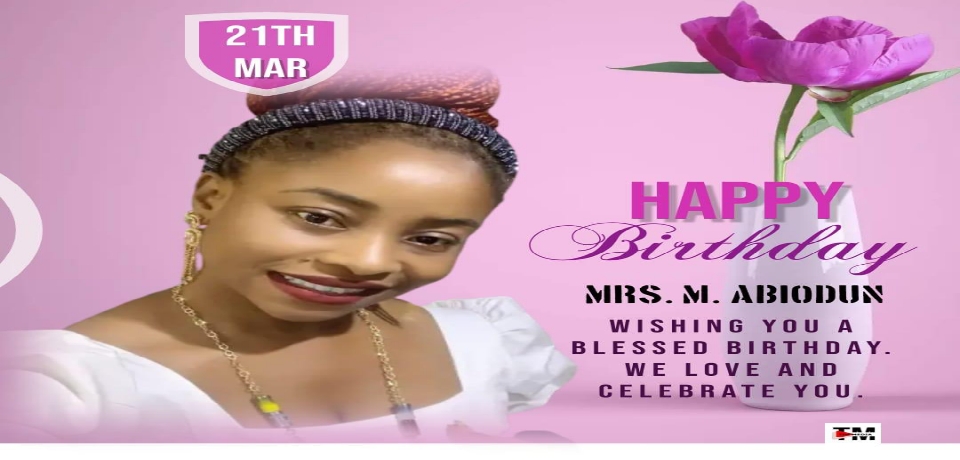 21TH
MAR
HAPPY
Birthday
MRS. M. ABIODUN
WISHING YOU A
BLESSED BIRTHDAY.
WE LOVE AND
CELEBRATE YOU.
TM